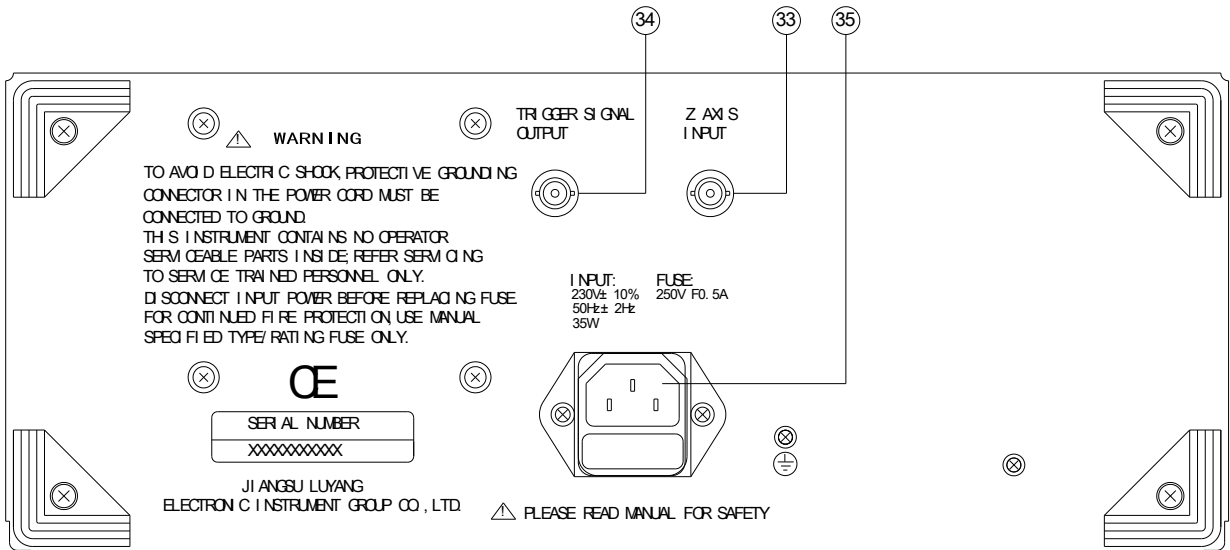 34 33 35
TRIGGER SIGNAL
OUTPUT
Z AXIS
INPUT
WARNING
TO AVOID ELECTRIC SHOCK, PROTECTIVE GROUNDING
CONNECTOR IN THE POWER CORD MUST BE
CONNECTED TO GROUND.
THIS INSTRUMENT CONTAINS NO OPERATOR
SERVICEABLE PARTS INSIDE; REFER SERVICING
TO SERVICE TRAINED PERSONNEL ONLY.
DISCONNECT INPUT POWER BEFORE REPLACING FUSE.
FOR CONTINUED FIRE PROTECTION, USE MANUAL
SPECIFIED TYPE/RATING FUSE ONLY.
INPUT:
230V± 10%
50Hz± 2Hz
35W
FUSE:
250V F0.5A
CE
SERIAL NUMBER
XXXXXXXXXXX
JIANGSU LUYANG
ELECTRONIC INSTRUMENT GROUP CO., LTD.
PLEASE READ MANUAL FOR SAFETY